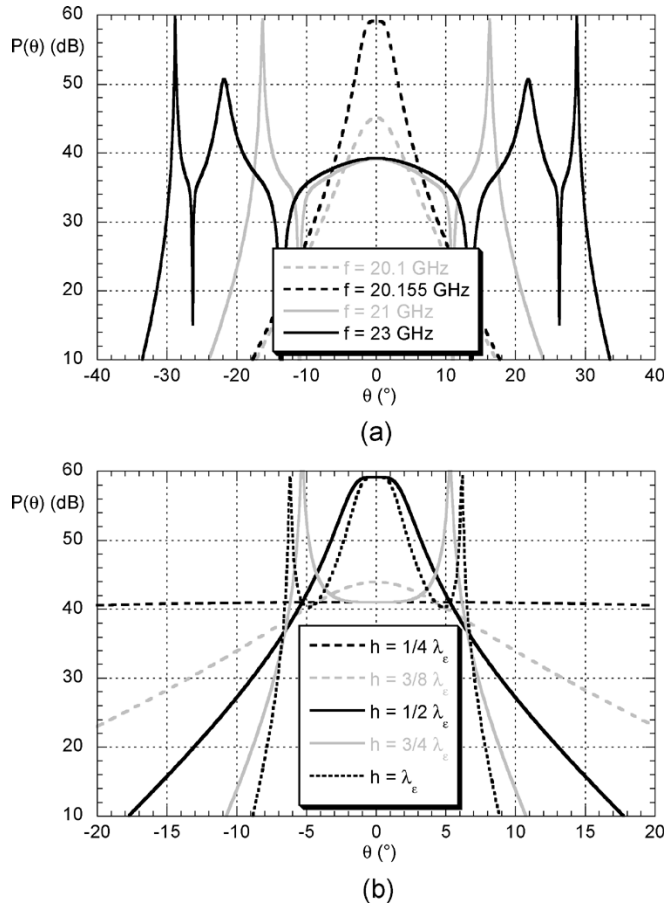 60
P(θ) (dB)
50
40
30
20
10
f = 20.1 GHz
f = 20.155 GHz
f = 21 GHz
f = 23 GHz
-40 -30 -20 -10 0 10 20 30 40
θ (°)
(a)
60
P(θ) (dB)
50
40
30
20
10
h = 1/4 λε
h = 3/8 λε
h = 1/2 λε
h = 3/4 λε
h = λε
-20 -15 -10 -5 0 5 10 15 20
θ (°)
(b)